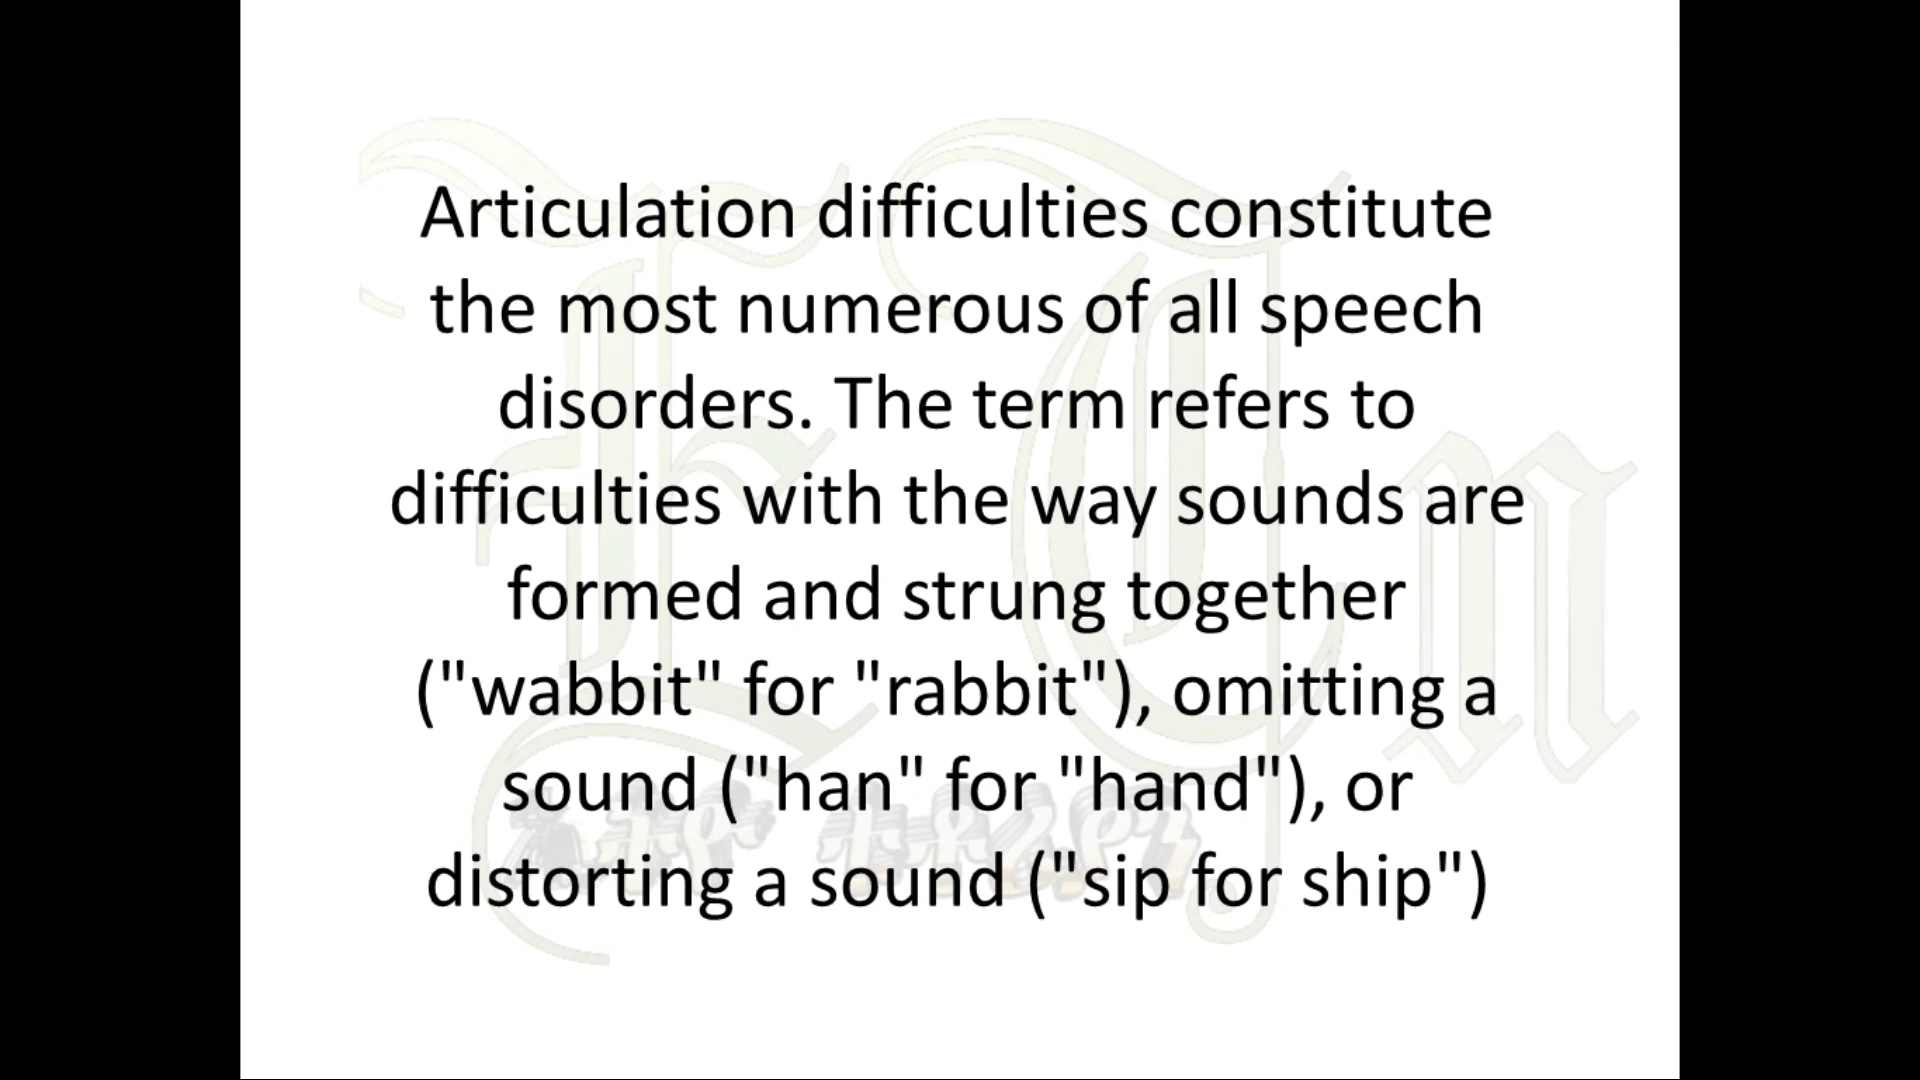 Articulation difficulties constitute
the most numerous of all speech
disorders. The term refers to
difficulties with the way sounds are
formed and strung together
("wabbit" for "rabbit"), omitting a
sound ("han" for "hand"), or
distorting a sound ("sip for ship")